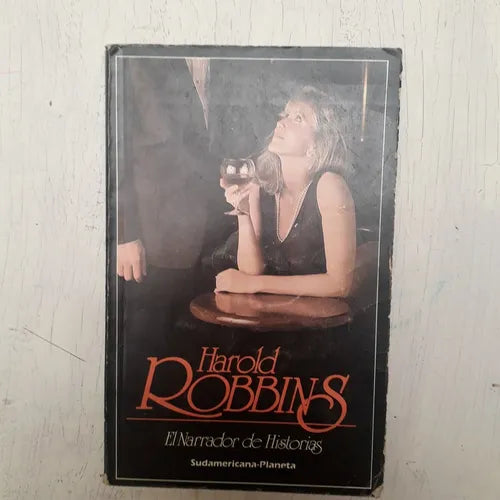 Harold
ROBBINS
El Narrador de Historias
Sudamericana-Planeta